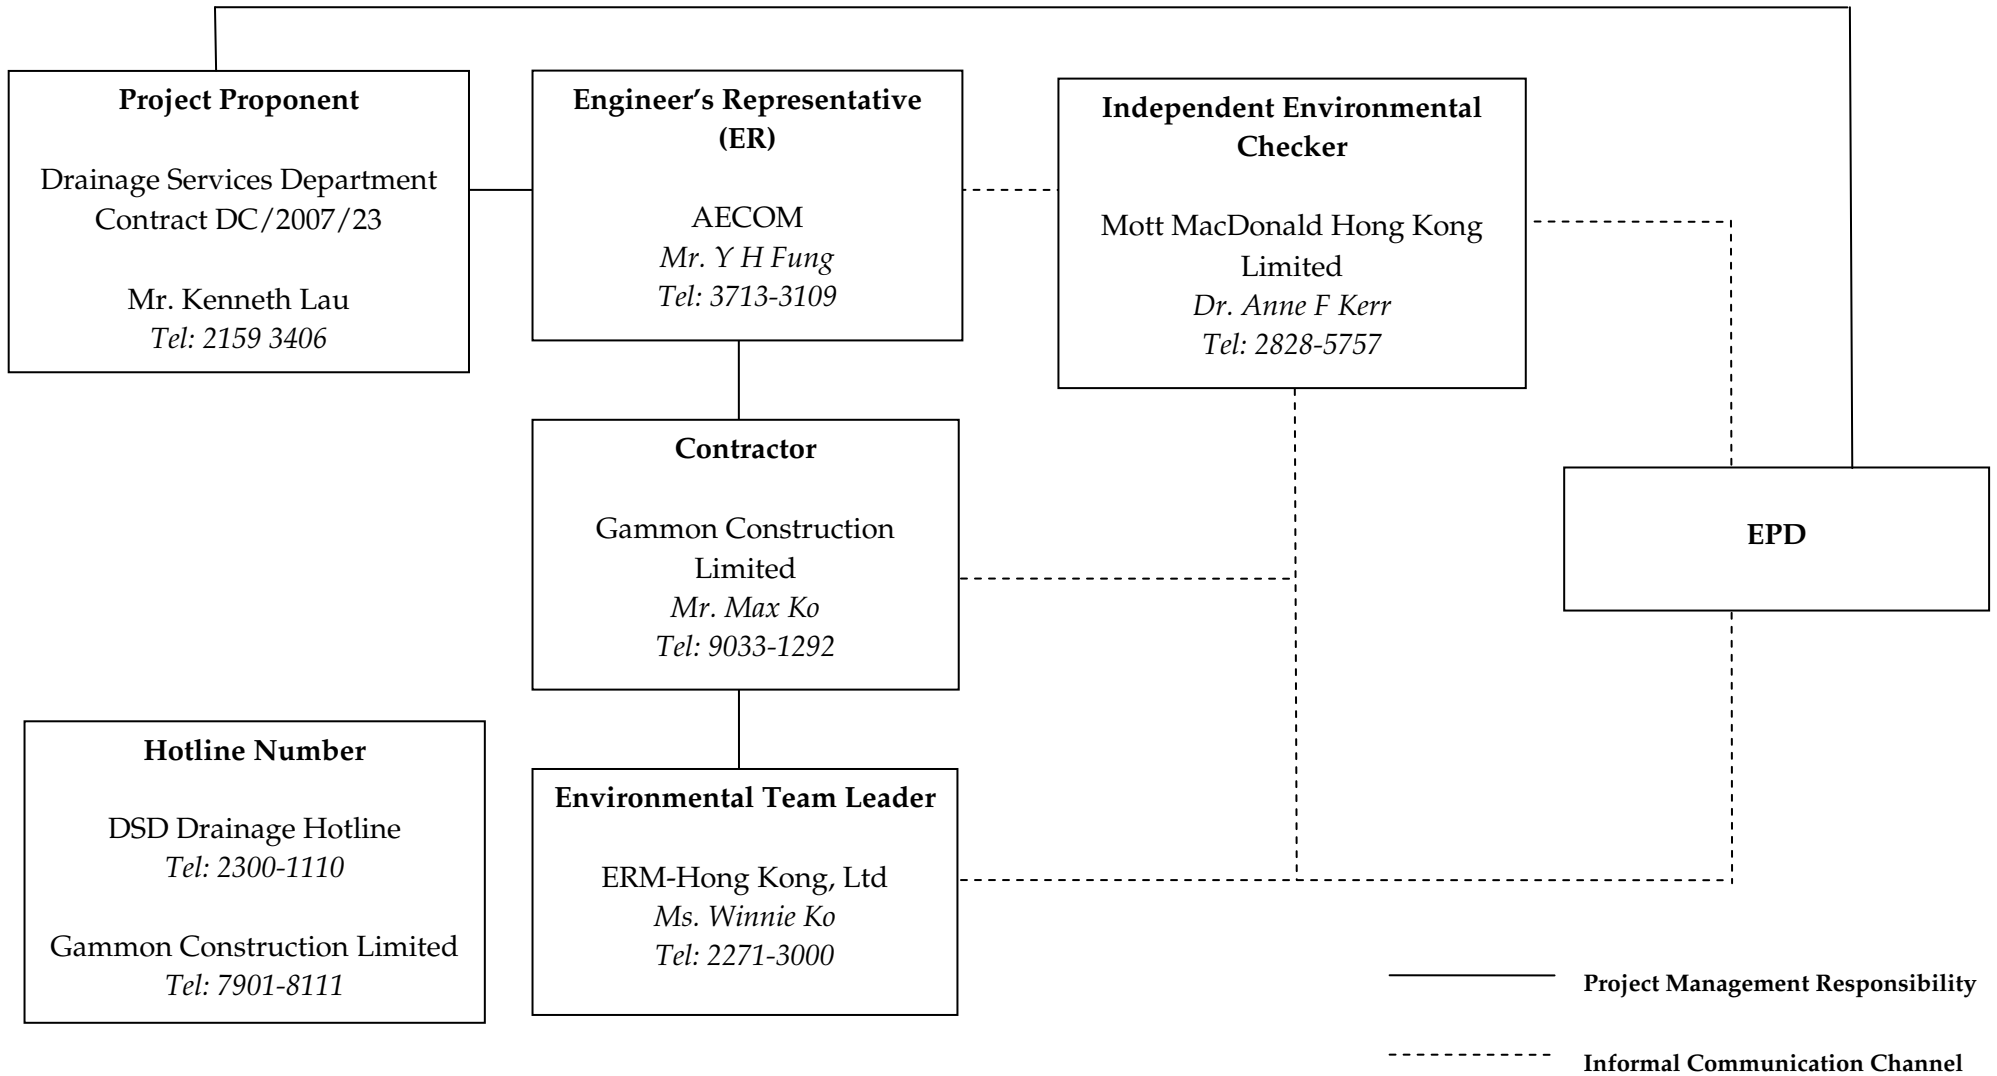 Project Proponent
Drainage Services Department
Contract DC/2007/23
Mr. Kenneth Lau
Tel: 2159 3406
Engineer’s Representative
(ER)
AECOM
Mr. Y H Fung
Tel: 3713-3109
Independent Environmental
Checker
Mott MacDonald Hong Kong
Limited
Dr. Anne F Kerr
Tel: 2828-5757
Contractor
Gammon Construction
Limited
Mr. Max Ko
Tel: 9033-1292
EPD
Hotline Number
DSD Drainage Hotline
Tel: 2300-1110
Gammon Construction Limited
Tel: 7901-8111
Environmental Team Leader
ERM-Hong Kong, Ltd
Ms. Winnie Ko
Tel: 2271-3000
Project Management Responsibility
Informal Communication Channel